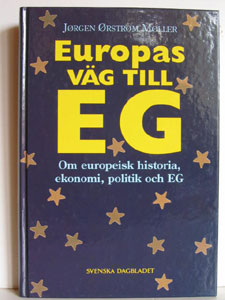 JØRGEN ØRSTRØM MØLLER
Europas
VÄG TILL
EG
Om europeisk historia,
ekonomi, politik och EG
SVENSKA DAGBLADET